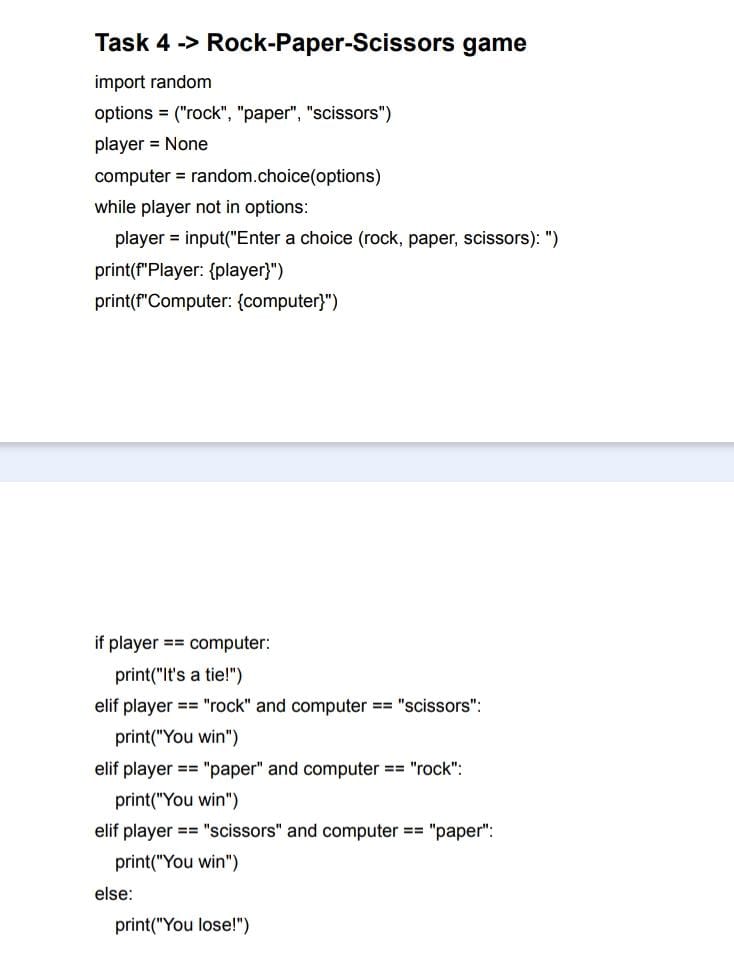 Task 4 -> Rock-Paper-Scissors game
import random
options = ("rock", "paper", "scissors")
player = None
computer = random.choice(options)
while player not in options:
player = input("Enter a choice (rock, paper, scissors): ")
print(f"Player: {player}")
print(f"Computer: {computer}")
if player == computer:
print("It's a tie!")
elif player == "rock" and computer == "scissors":
print("You win")
elif player == "paper" and computer == "rock":
print("You win")
elif player == "scissors" and computer == "paper":
print("You win")
else:
print("You lose!")